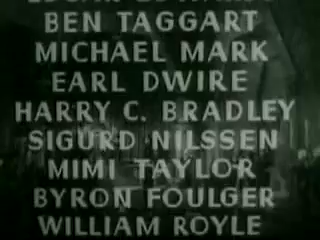 BEN TAGGART
MICHAEL MARK
EARL DWIRE
HARRY C. BRADLEY
SIGURD NILSSEN
MIMI TAYLOR
BYRON FOULGER
WILLIAM ROYLE